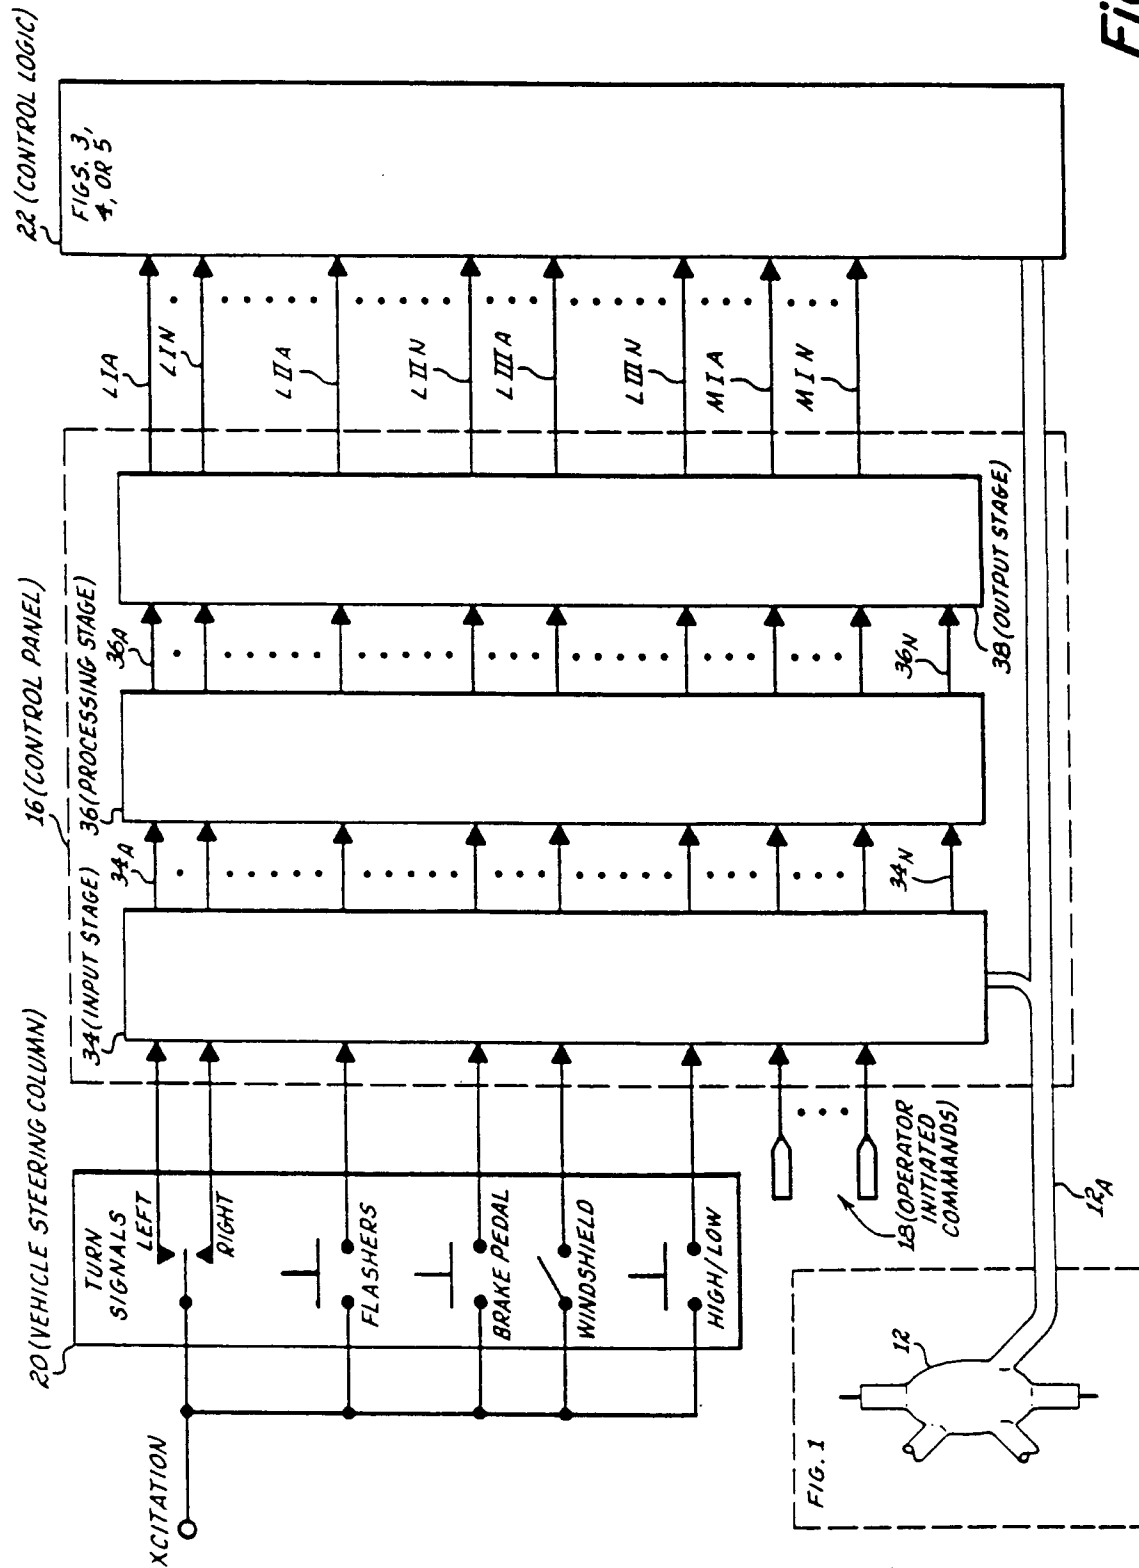 Fig
22 (CONTROL LOGIC)
FIGS. 3,
4, OR 5
LIA
LIN
LIIA
LIIN
LIIIA
LIIIN
MIA
MIN
16 (CONTROL PANEL)
38 (OUTPUT STAGE)
36A
36N
36 (PROCESSING STAGE)
34A
34N
34 (INPUT STAGE)
20 (VEHICLE STEERING COLUMN)
TURN
SIGNALS
LEFT
RIGHT
FLASHERS
BRAKE PEDAL
WINDSHIELD
HIGH/LOW
18 (OPERATOR
INITIATED
COMMANDS)
12A
XCITATION
FIG. 1
12